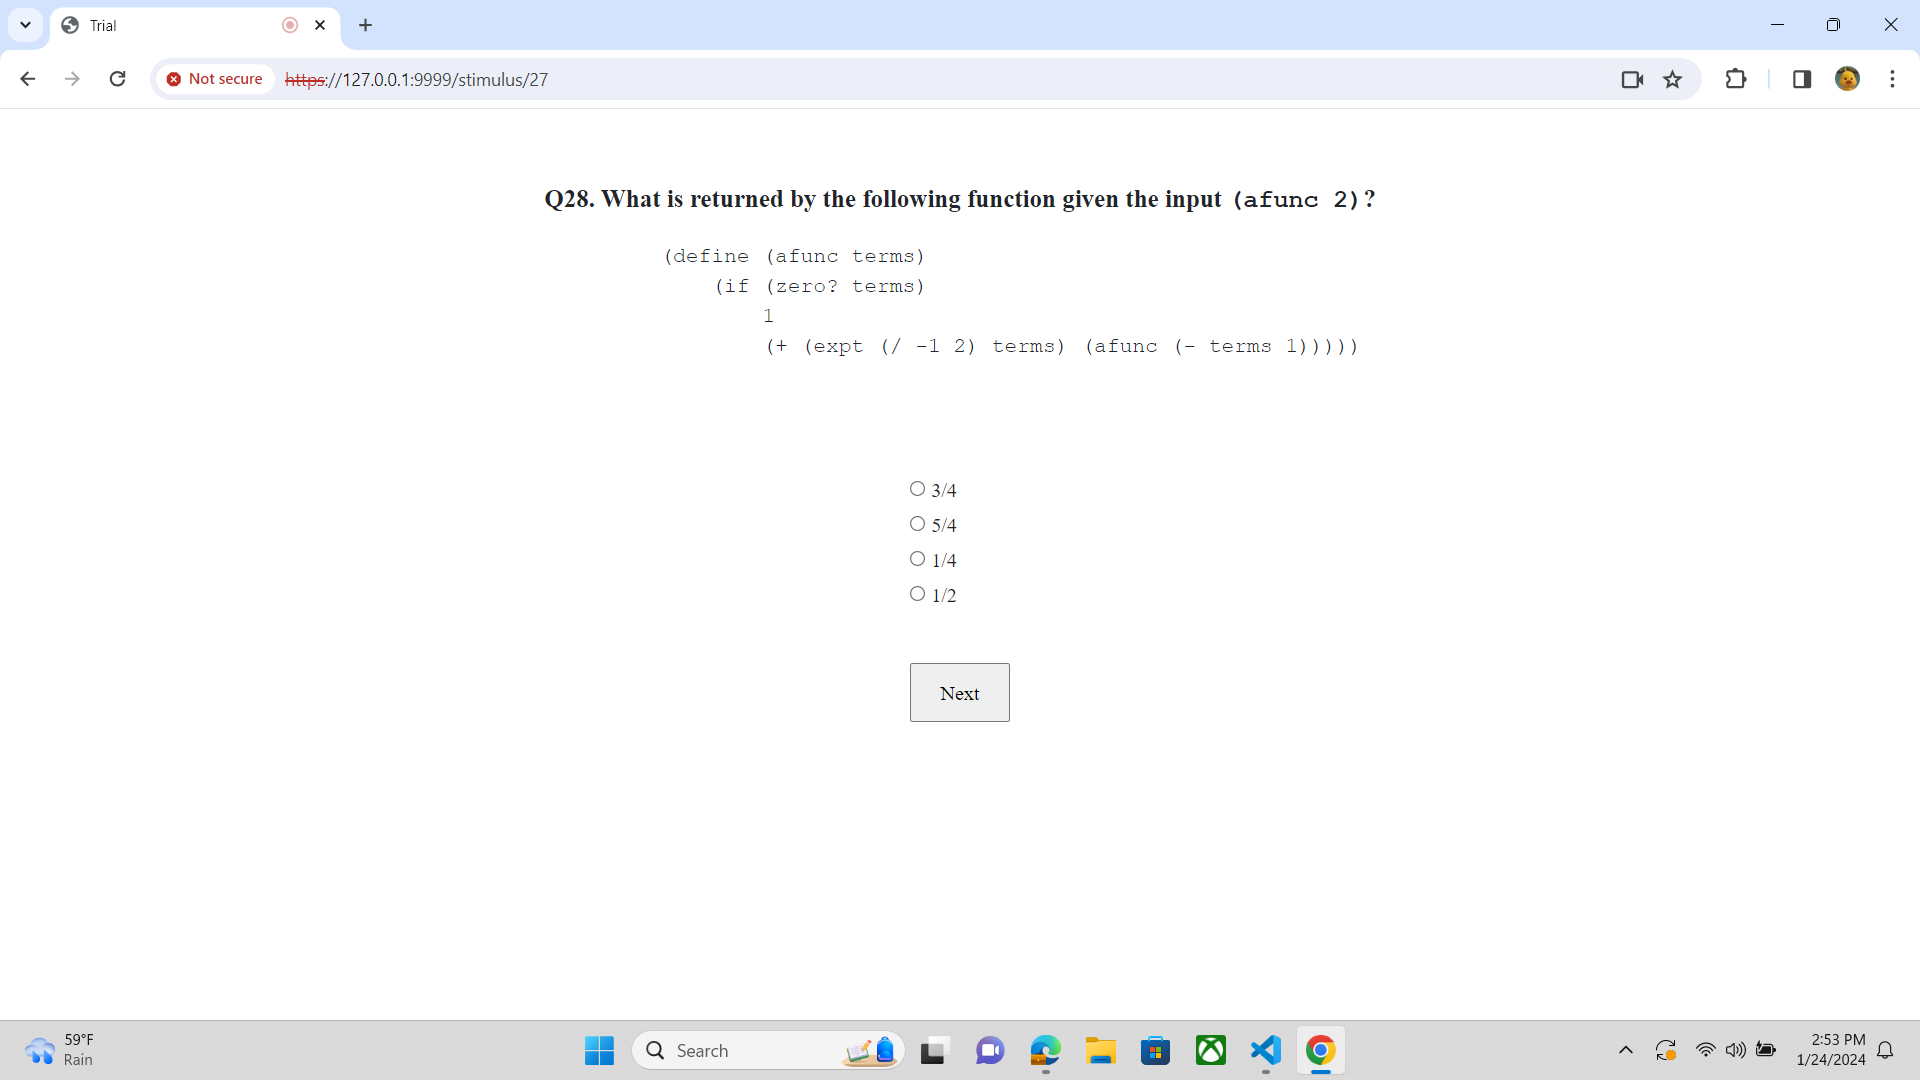 Trial
Not secure
https://127.0.0.1:9999/stimulus/27
Q28. What is returned by the following function given the input (afunc 2)?
(define (afunc terms)
(if (zero? terms)
1
(+ (expt (/ -1 2) terms) (afunc (- terms 1)))))
3/4
5/4
1/4
1/2
Next
59°F
Rain
Search
2:53 PM
1/24/2024